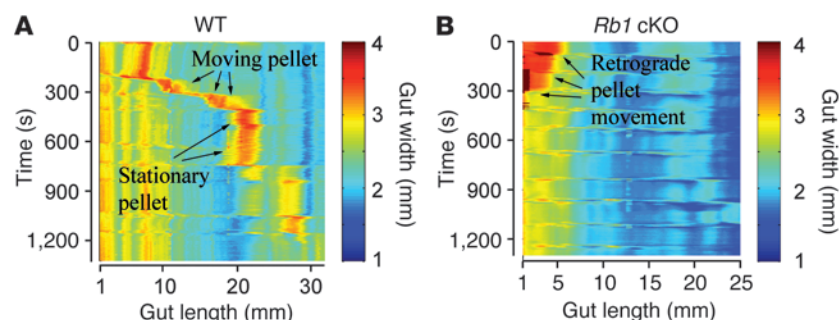 A
WT
Moving pellet
Stationary
pellet
0
300
600
900
1,200
Time (s)
1
10
20
30
Gut length (mm)
4
3
2
1
Gut width (mm)
B
Rb1 cKO
Retrograde
pellet
movement
0
300
600
900
1,200
Time (s)
1
5
10
15
20
25
Gut length (mm)
4
3
2
1
Gut width (mm)